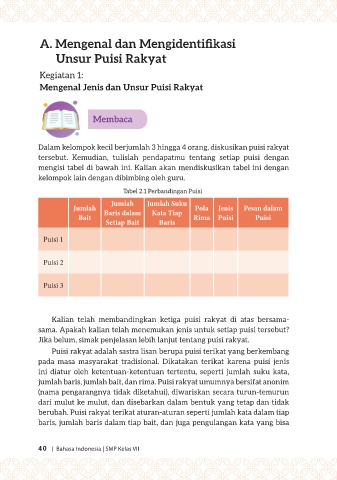 A. Mengenal dan Mengidentifikasi
Unsur Puisi Rakyat
Kegiatan 1:
Mengenal Jenis dan Unsur Puisi Rakyat
Membaca
Dalam kelompok kecil berjumlah 3 hingga 4 orang, diskusikan puisi rakyat
tersebut. Kemudian, tulislah pendapatmu tentang setiap puisi dengan
mengisi tabel di bawah ini. Kalian akan mendiskusikan tabel ini dengan
kelompok lain dengan dibimbing oleh guru.
Tabel 2.1 Perbandingan Puisi
Jumlah Bait | Jumlah Baris dalam Setiap Bait | Jumlah Suku Kata Tiap Baris | Pola Rima | Jenis Puisi | Pesan dalam Puisi
Puisi 1
Puisi 2
Puisi 3
Kalian telah membandingkan ketiga puisi rakyat di atas bersama-
sama. Apakah kalian telah menemukan jenis untuk setiap puisi tersebut?
Jika belum, simak penjelasan lebih lanjut tentang puisi rakyat.
Puisi rakyat adalah sastra lisan berupa puisi terikat yang berkembang
pada masa masyarakat tradisional. Dikatakan terikat karena puisi jenis
ini diatur oleh ketentuan-ketentuan tertentu, seperti jumlah suku kata,
jumlah baris, jumlah bait, dan rima. Puisi rakyat umumnya bersifat anonim
(nama pengarangnya tidak diketahui), diwariskan secara turun-temurun
dari mulut ke mulut, dan disebarkan dalam bentuk yang tetap dan tidak
berubah. Puisi rakyat terikat aturan-aturan seperti jumlah kata dalam tiap
baris, jumlah baris dalam tiap bait, dan juga pengulangan kata yang bisa
40 | Bahasa Indonesia | SMP Kelas VII